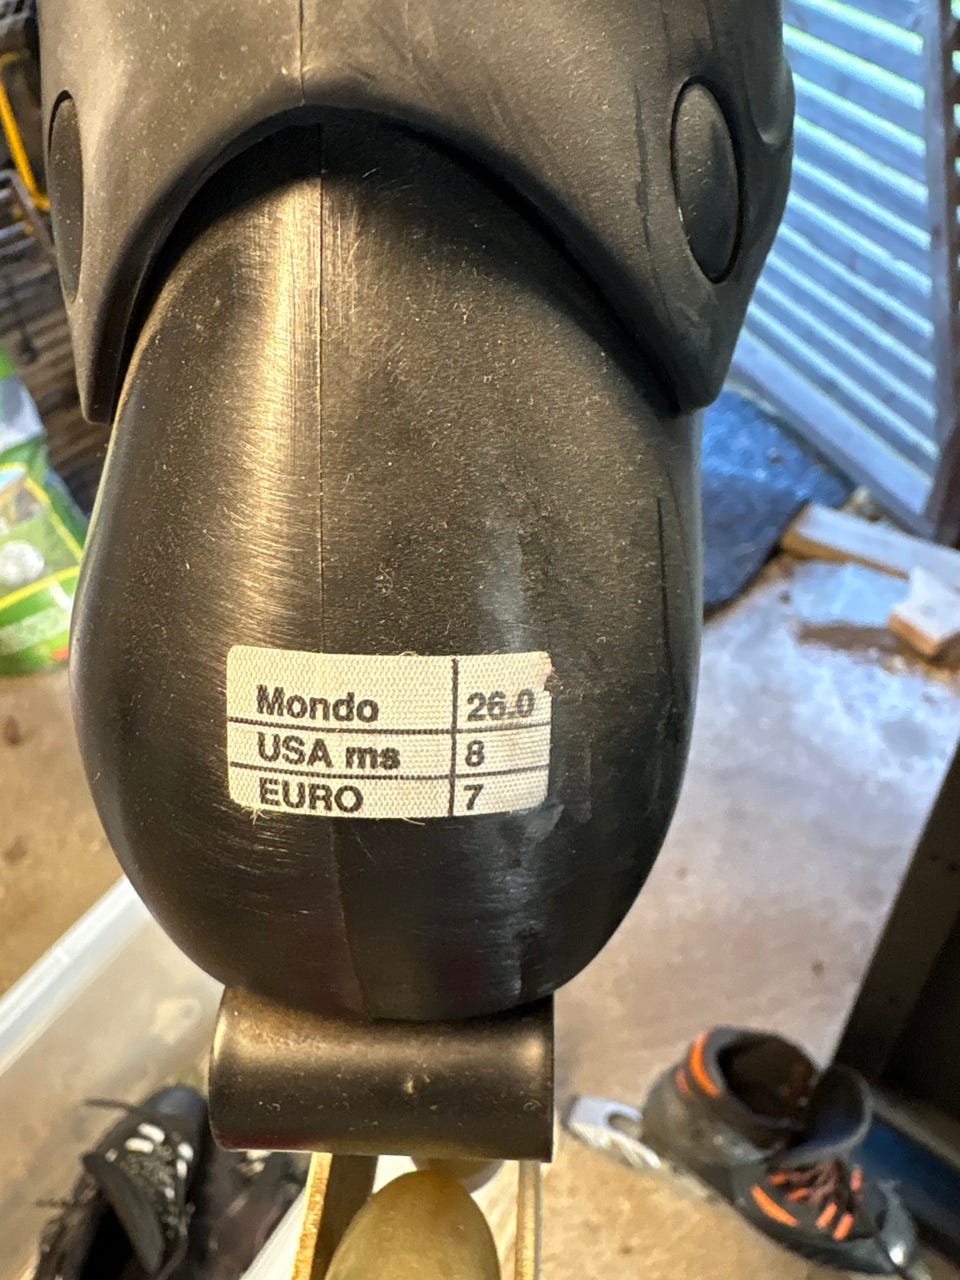 Mondo 26.0
USA ms 8
EURO 7